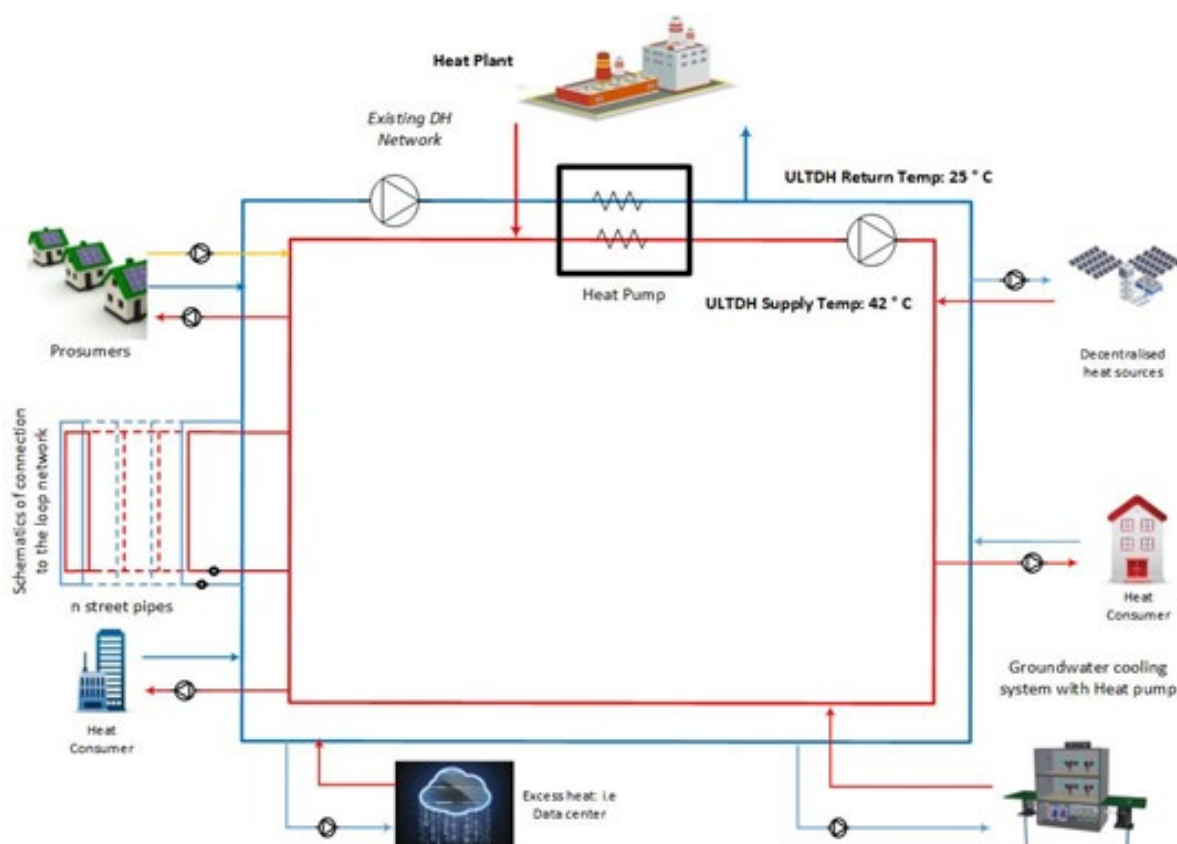 Heat Plant
Existing DH
Network
ULTDH Return Temp: 25 ° C
Heat Pump
ULTDH Supply Temp: 42 ° C
Prosumers
Decentralised
heat sources
Schematics of connection
to the loop network
n street pipes
Heat
Consumer
Heat
Consumer
Groundwater cooling
system with Heat pump
Excess heat: i.e
Data center